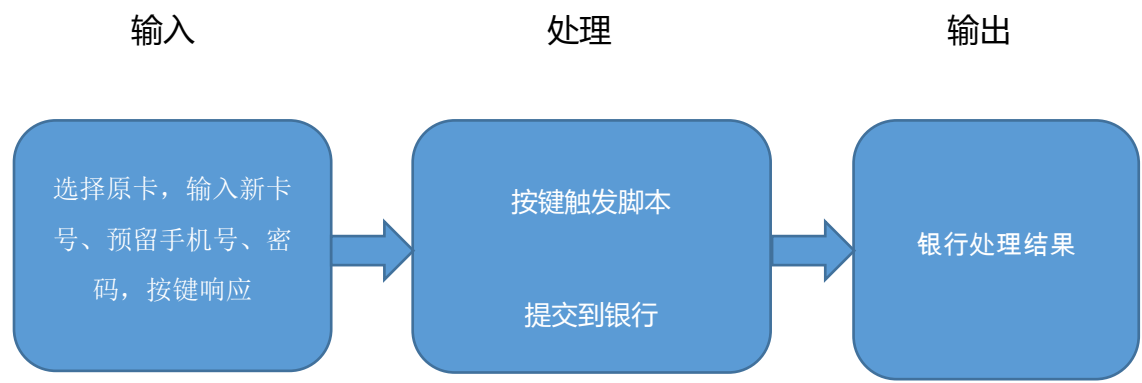 输入
处理
输出
选择原卡，输入新卡
号、预留手机号、密
码，按键响应
按键触发脚本
提交到银行
银行处理结果